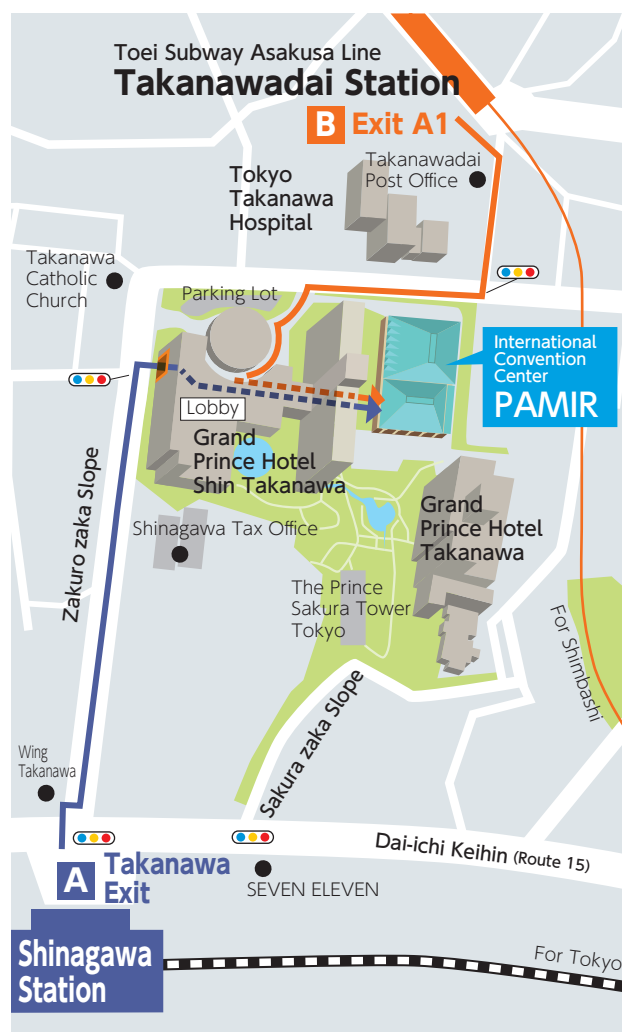 Toei Subway Asakusa Line
Takanawadai Station
B Exit A1
Takanawadai
Post Office
Tokyo
Takanawa
Hospital
Takanawa
Catholic
Church
Parking Lot
International
Convention
Center
PAMIR
Lobby
Grand
Prince Hotel
Shin Takanawa
Zakuro zaka Slope
Shinagawa Tax Office
Grand
Prince Hotel
Takanawa
The Prince
Sakura Tower
Tokyo
For Shimbashi
Sakura zaka Slope
Wing
Takanawa
Dai-ichi Keihin (Route 15)
A Takanawa
Exit
SEVEN ELEVEN
Shinagawa
Station
For Tokyo